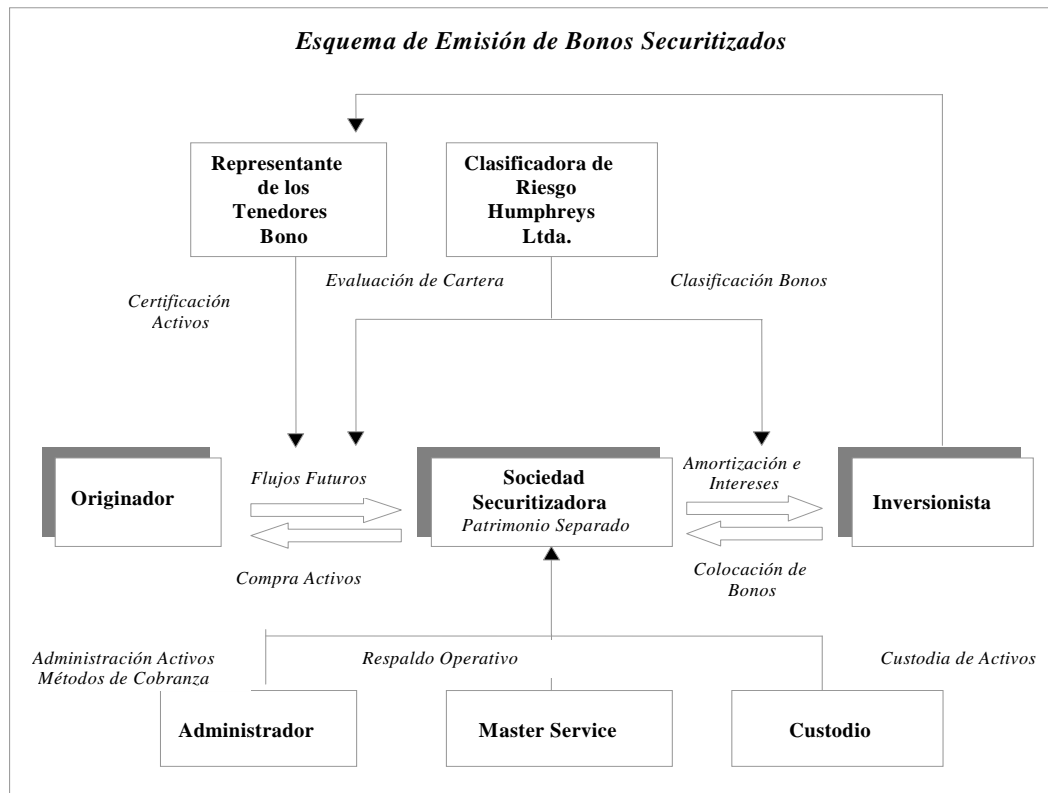 Esquema de Emisión de Bonos Securitizados
Representante
de los
Tenedores
Bono
Clasificadora de
Riesgo
Humphreys
Ltda.
Certificación
Activos
Evaluación de Cartera
Clasificación Bonos
Originador
Flujos Futuros
Compra Activos
Sociedad
Securitizadora
Patrimonio Separado
Amortización e
Intereses
Colocación de
Bonos
Inversionista
Administración Activos
Métodos de Cobranza
Respaldo Operativo
Custodia de Activos
Administrador
Master Service
Custodio